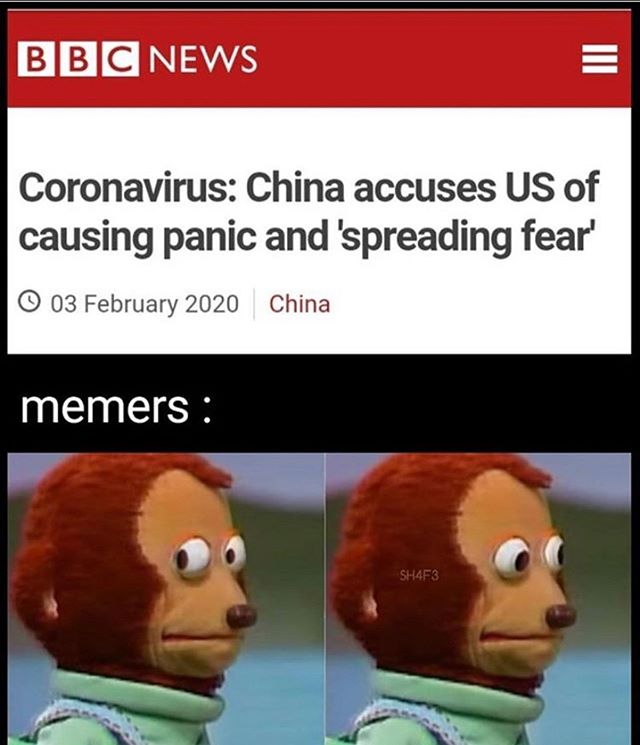 BBC NEWS
Coronavirus: China accuses US of
causing panic and 'spreading fear'
03 February 2020 China
memers :
SH4F3